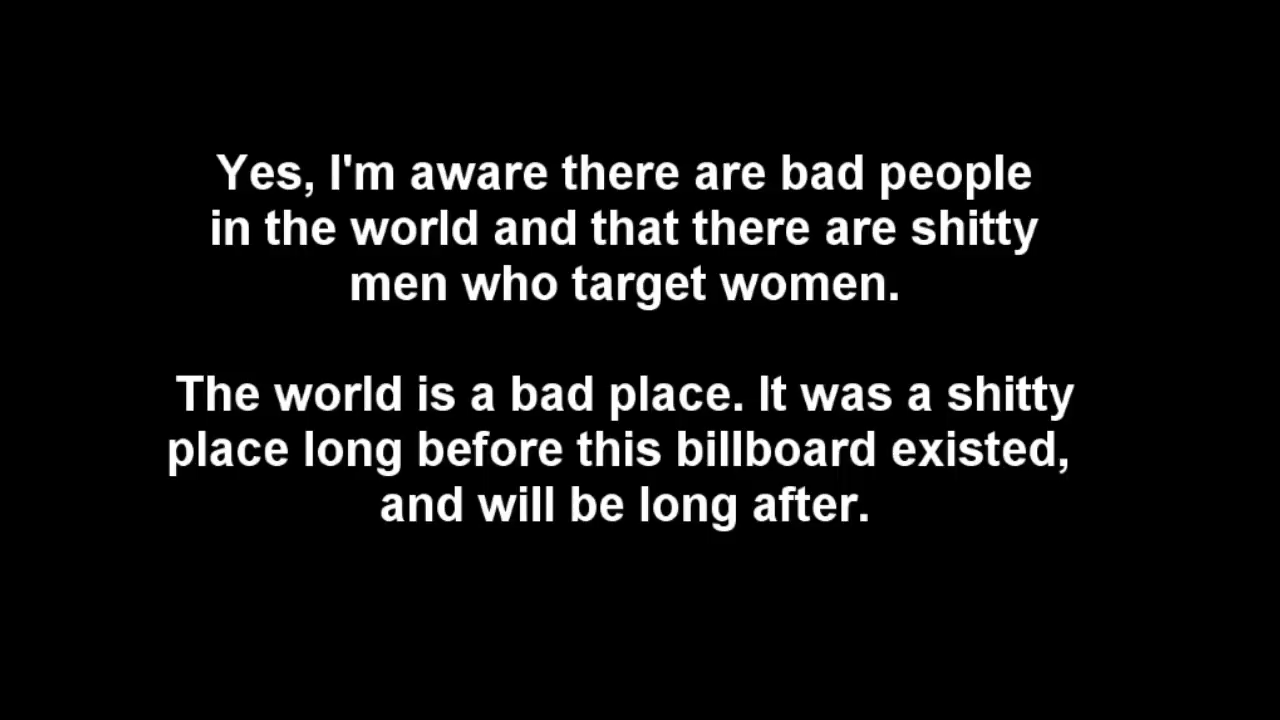 Yes, I'm aware there are bad people
in the world and that there are shitty
men who target women.
The world is a bad place. It was a shitty
place long before this billboard existed,
and will be long after.